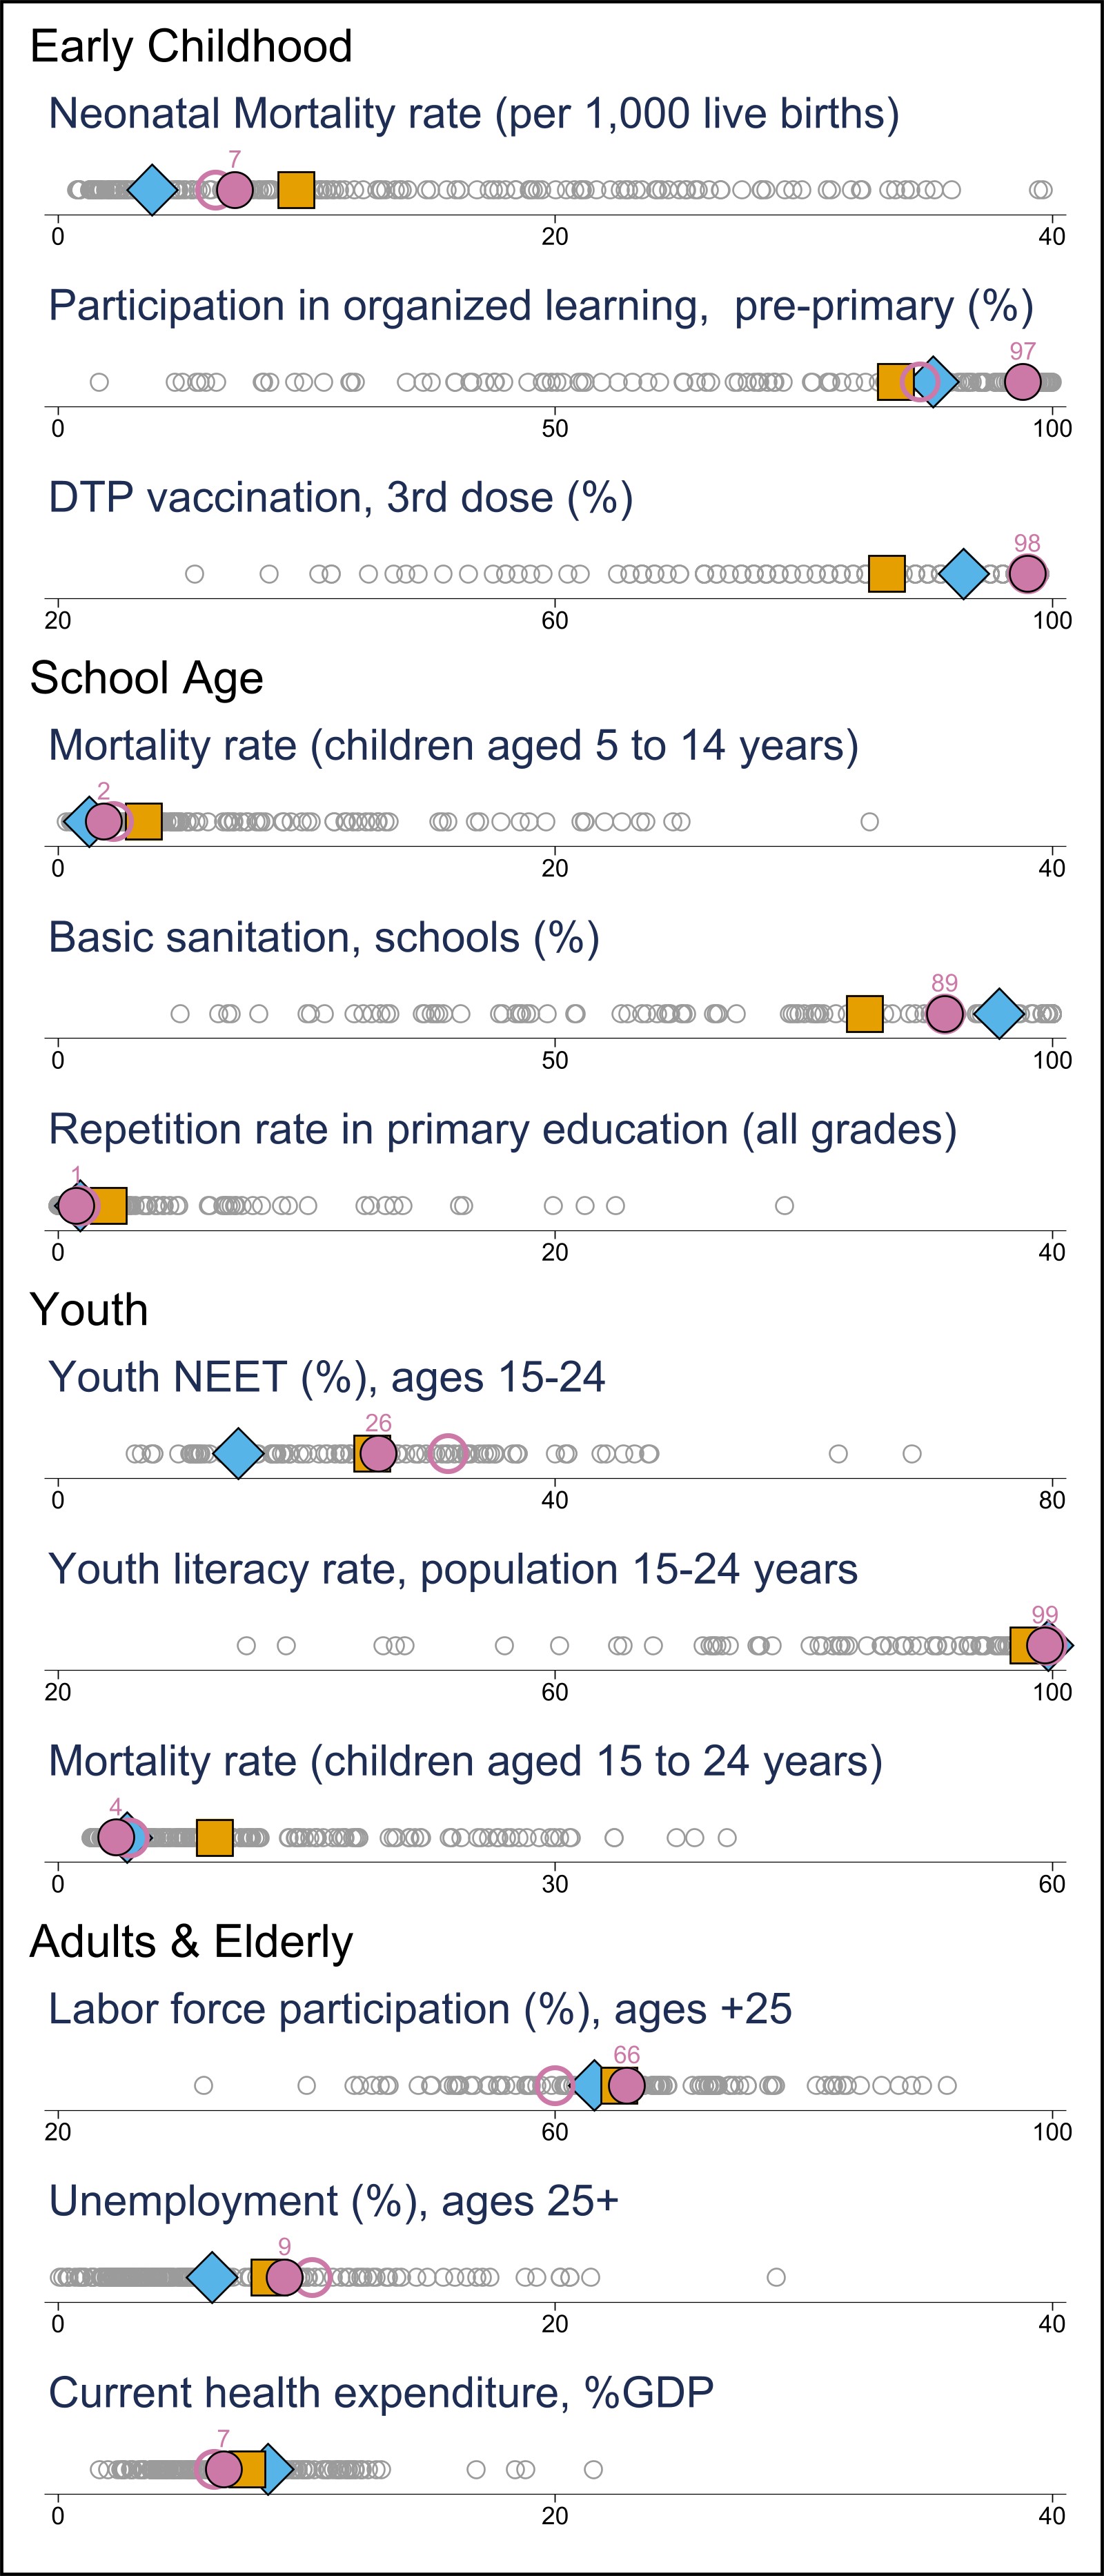 Early Childhood
Neonatal Mortality rate (per 1,000 live births)
7
0 20 40
Participation in organized learning,  pre-primary (%)
97
0 50 100
DTP vaccination, 3rd dose (%)
98
20 60 100
School Age
Mortality rate (children aged 5 to 14 years)
2
0 20 40
Basic sanitation, schools (%)
89
0 50 100
Repetition rate in primary education (all grades)
1
0 20 40
Youth
Youth NEET (%), ages 15-24
26
0 40 80
Youth literacy rate, population 15-24 years
99
20 60 100
Mortality rate (children aged 15 to 24 years)
4
0 30 60
Adults & Elderly
Labor force participation (%), ages +25
66
20 60 100
Unemployment (%), ages 25+
9
0 20 40
Current health expenditure, %GDP
7
0 20 40